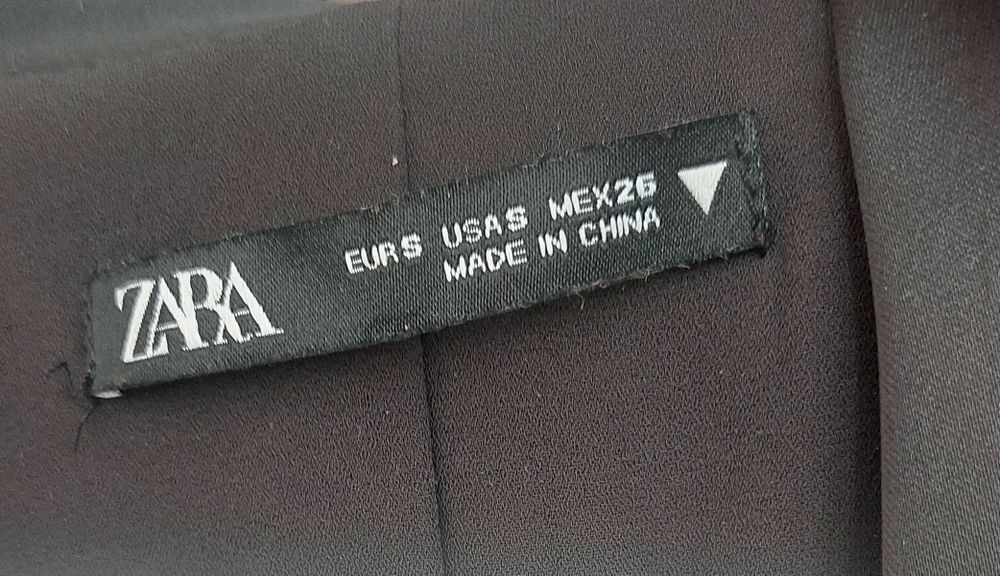 ZARA
EUR S USA S MEX 26
MADE IN CHINA